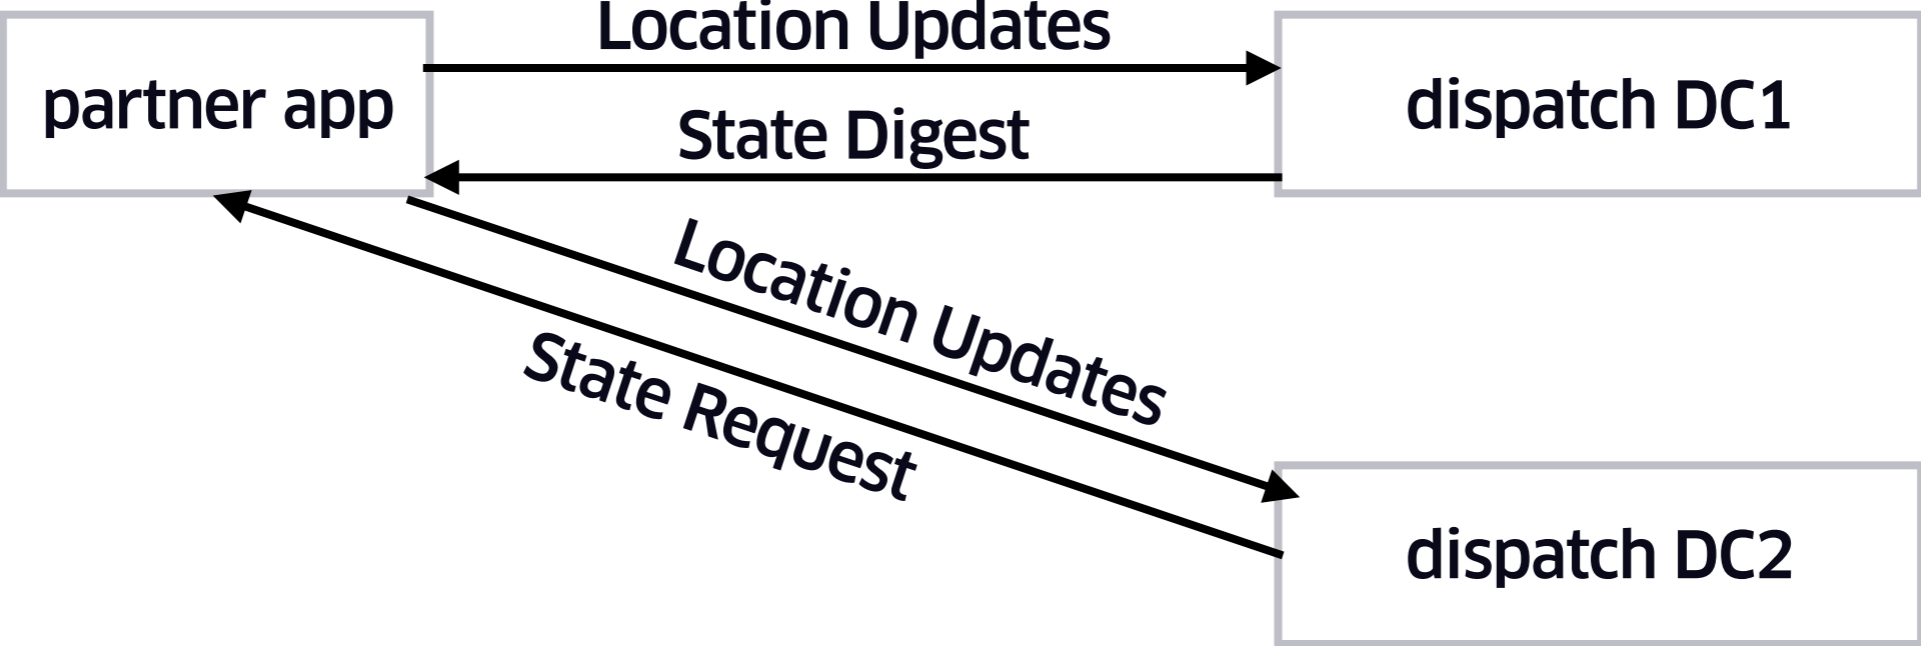 Location Updates
partner app
dispatch DC1
State Digest
Location Updates
State Request
dispatch DC2